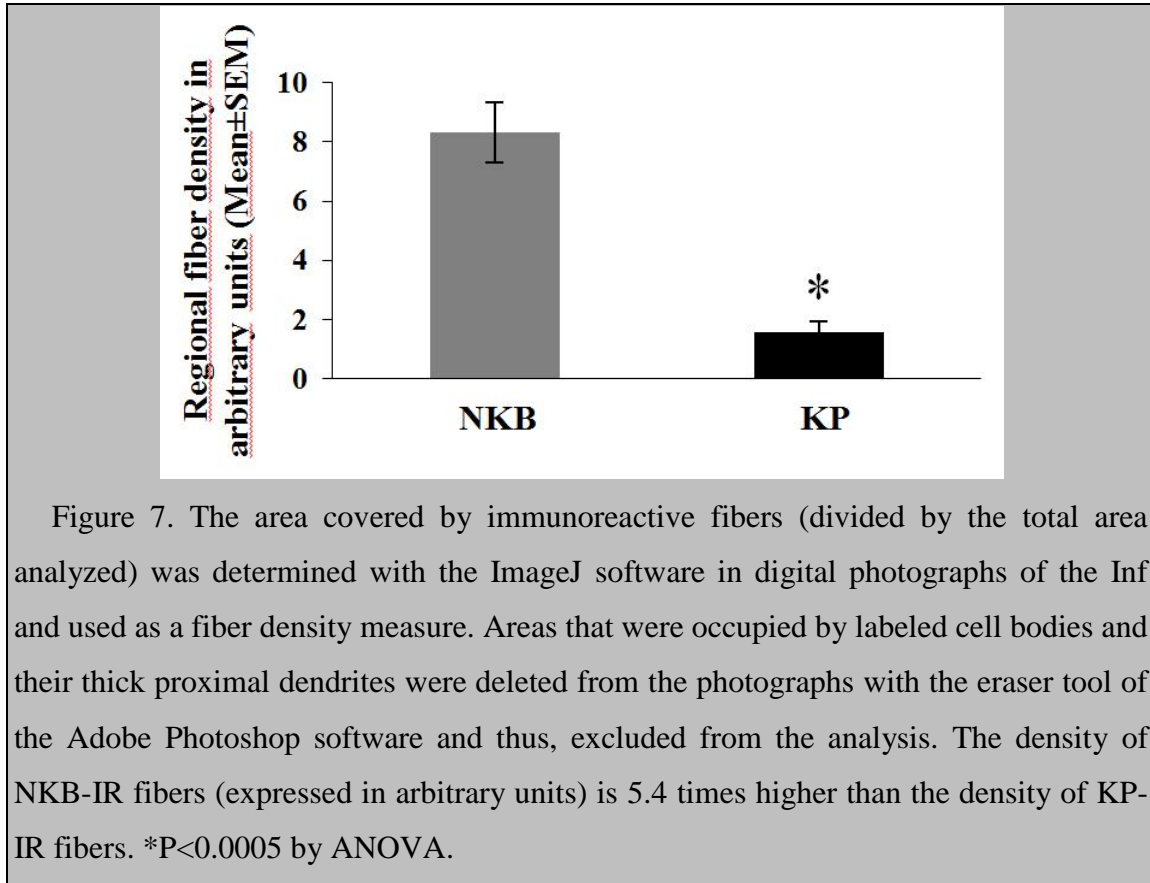 Regional fiber density in
arbitrary units (Mean±SEM)
10
8
6
4
2
0
*
NKB
KP
Figure 7. The area covered by immunoreactive fibers (divided by the total area
analyzed) was determined with the ImageJ software in digital photographs of the Inf
and used as a fiber density measure. Areas that were occupied by labeled cell bodies and
their thick proximal dendrites were deleted from the photographs with the eraser tool of
the Adobe Photoshop software and thus, excluded from the analysis. The density of
NKB-IR fibers (expressed in arbitrary units) is 5.4 times higher than the density of KP-
IR fibers. *P<0.0005 by ANOVA.